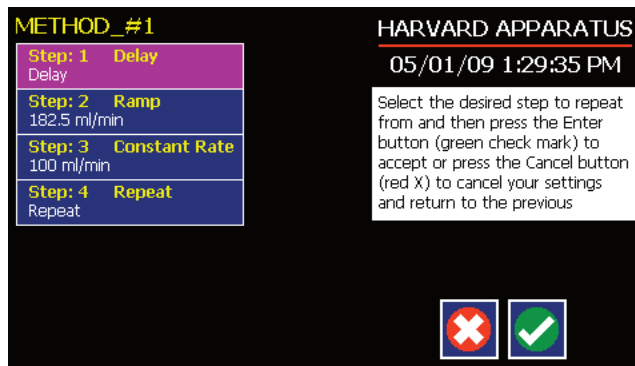 METHOD_#1
Step: 1 Delay
Delay
Step: 2 Ramp
182.5 ml/min
Step: 3 Constant Rate
100 ml/min
Step: 4 Repeat
Repeat
HARVARD APPARATUS
05/01/09 1:29:35 PM
Select the desired step to repeat
from and then press the Enter
button (green check mark) to
accept or press the Cancel button
(red X) to cancel your settings
and return to the previous